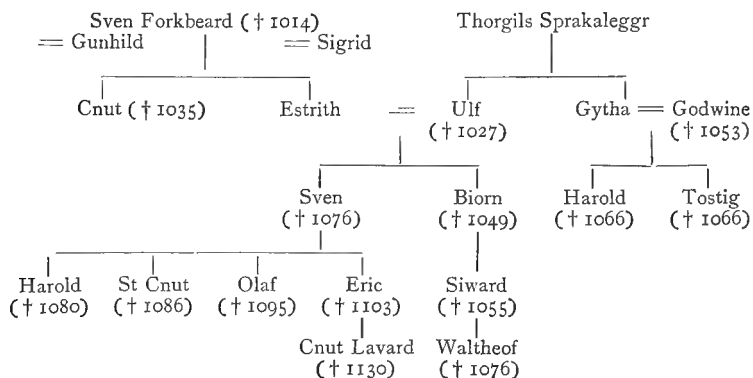 Sven Forkbeard († 1014) Thorgils Sprakaleggr
= Gunhild = Sigrid
Cnut († 1035) Estrith = Ulf Gytha = Godwine
(† 1027) († 1053)
Sven Biorn Harold Tostig
(† 1076) († 1049) († 1066) († 1066)
Harold St Cnut Olaf Eric Siward
(† 1080) († 1086) († 1095) († 1103) († 1055)
Cnut Lavard Waltheof
(† 1130) († 1076)